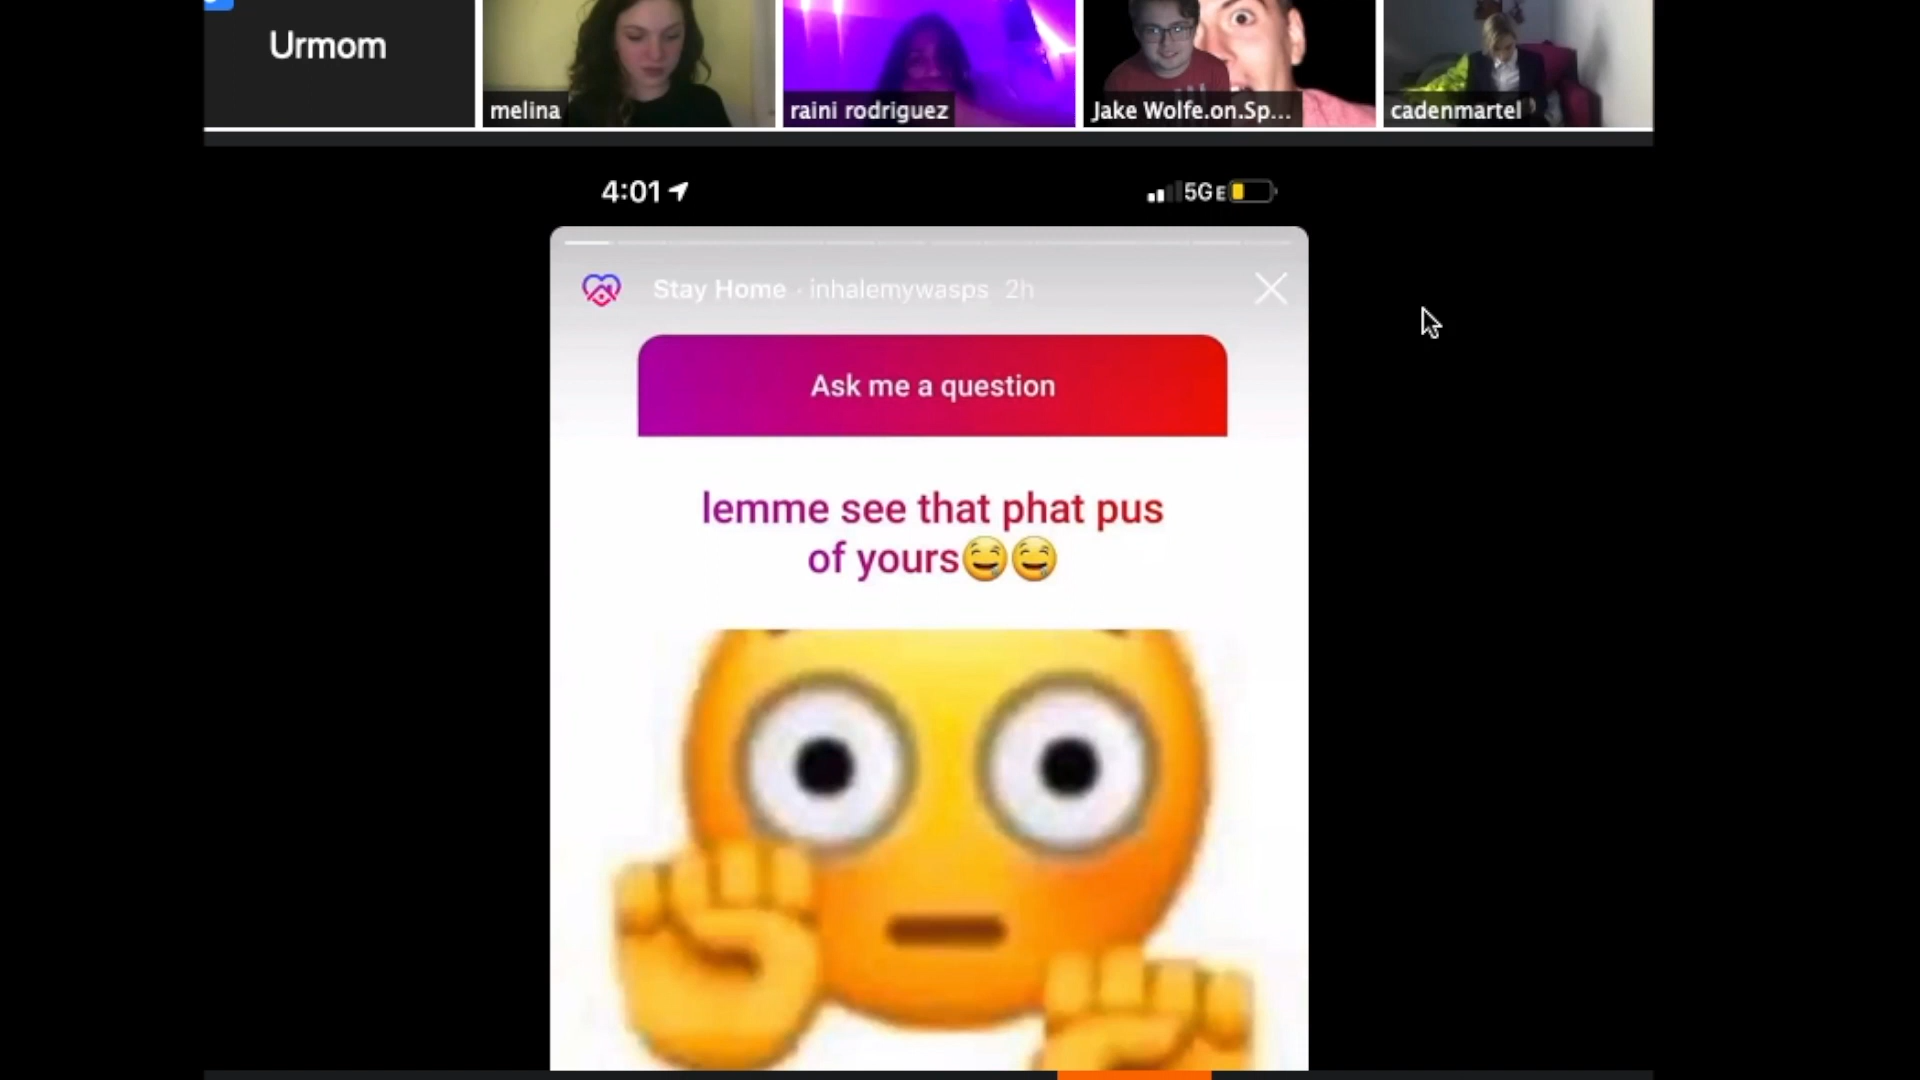 Urmom
melina
raini rodriguez
Jake Wolfe.on.Sp...
cadenmartel
4:01
5GE
Stay Home · inhalemywasps 2h
Ask me a question
lemme see that phat pus
of yours🤤🤤